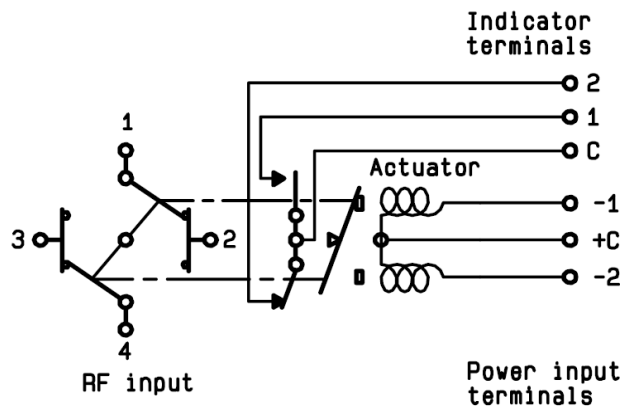 Indicator
terminals
2
1
C
1
Actuator
-1
3
2
+C
-2
4
RF input
Power input
terminals